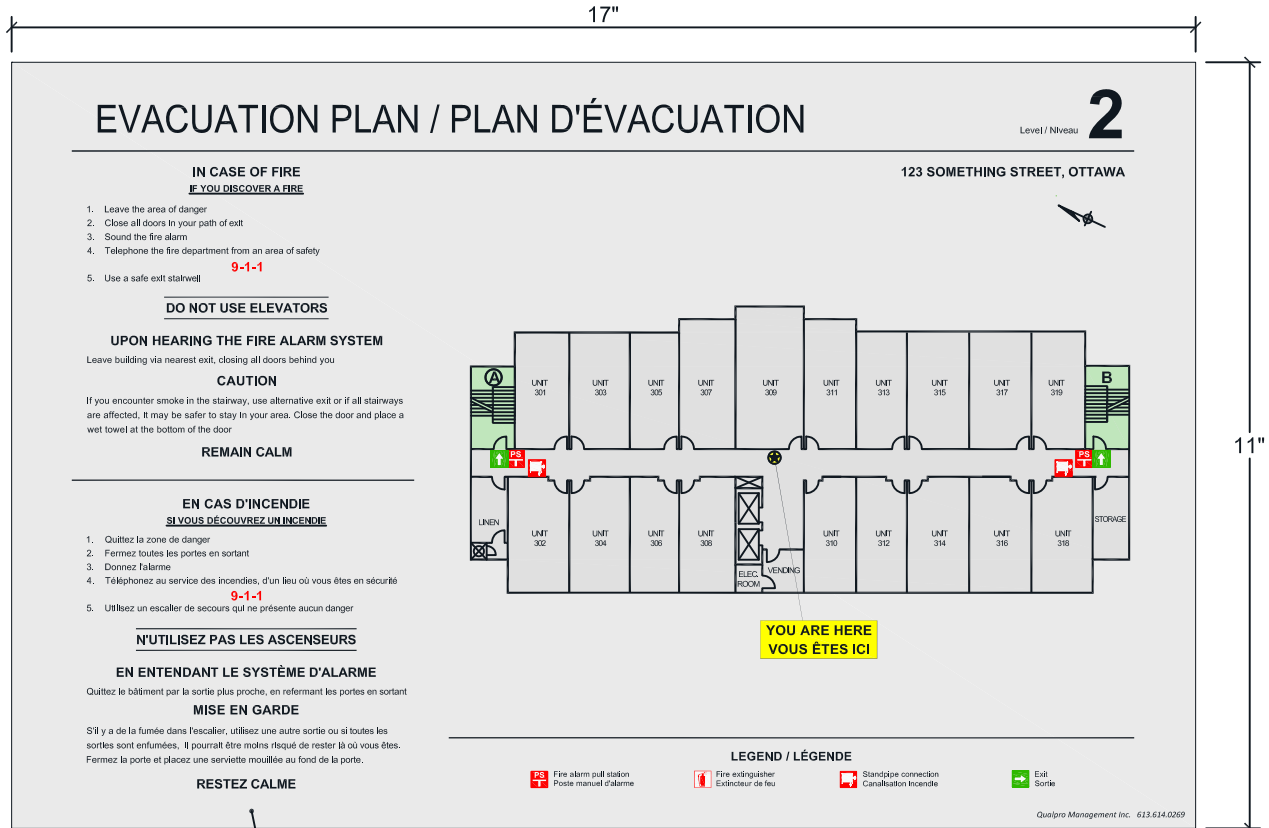 17"
EVACUATION PLAN / PLAN D'ÉVACUATION
Level / Niveau 2
123 SOMETHING STREET, OTTAWA
IN CASE OF FIRE
IF YOU DISCOVER A FIRE
1. Leave the area of danger
2. Close all doors in your path of exit
3. Sound the fire alarm
4. Telephone the fire department from an area of safety
9-1-1
5. Use a safe exit stairwell
DO NOT USE ELEVATORS
UPON HEARING THE FIRE ALARM SYSTEM
Leave building via nearest exit, closing all doors behind you
CAUTION
If you encounter smoke in the stairway, use alternative exit or if all stairways
are affected, it may be safer to stay in your area. Close the door and place a
wet towel at the bottom of the door
REMAIN CALM
EN CAS D'INCENDIE
SI VOUS DÉCOUVREZ UN INCENDIE
1. Quittez la zone de danger
2. Fermez toutes les portes en sortant
3. Donnez l'alarme
4. Téléphonez au service des incendies, d'un lieu où vous êtes en sécurité
9-1-1
5. Utilisez un escalier de secours qui ne présente aucun danger
N'UTILISEZ PAS LES ASCENSEURS
EN ENTENDANT LE SYSTÈME D'ALARME
Quittez le bâtiment par la sortie plus proche, en refermant les portes en sortant
MISE EN GARDE
S'il y a de la fumée dans l'escalier, utilisez une autre sortie ou si toutes les
sorties sont enfumées, il pourrait être moins risqué de rester là où vous êtes.
Fermez la porte et placez une serviette mouillée au fond de la porte.
RESTEZ CALME
A
UNIT
301
UNIT
303
UNIT
305
UNIT
307
UNIT
309
UNIT
311
UNIT
313
UNIT
315
UNIT
317
UNIT
319
B
PS
PS
LINEN
UNIT
302
UNIT
304
UNIT
306
UNIT
308
ELEC.
ROOM
VENDING
UNIT
310
UNIT
312
UNIT
314
UNIT
316
UNIT
318
STORAGE
YOU ARE HERE
VOUS ÊTES ICI
11"
LEGEND / LÉGENDE
PS
Fire alarm pull station
Poste manuel d'alarme
Fire extinguisher
Extincteur de feu
Standpipe connection
Canalisation Incendie
Exit
Sortie
Qualpro Management Inc. 613.614.0269